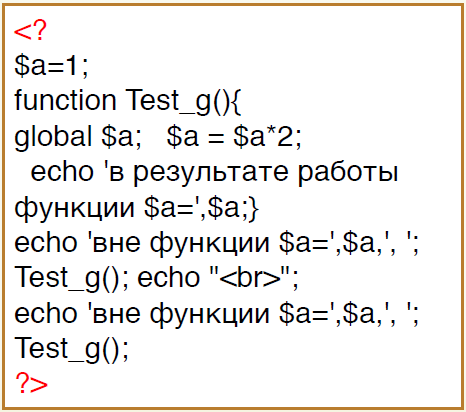 <?
$a=1;
function Test_g(){
global $a;   $a = $a*2;
  echo 'в результате работы
функции $a=',$a;}
echo 'вне функции $a=',$a,', ';
Test_g(); echo "<br>";
echo 'вне функции $a=',$a,', ';
Test_g();
?>